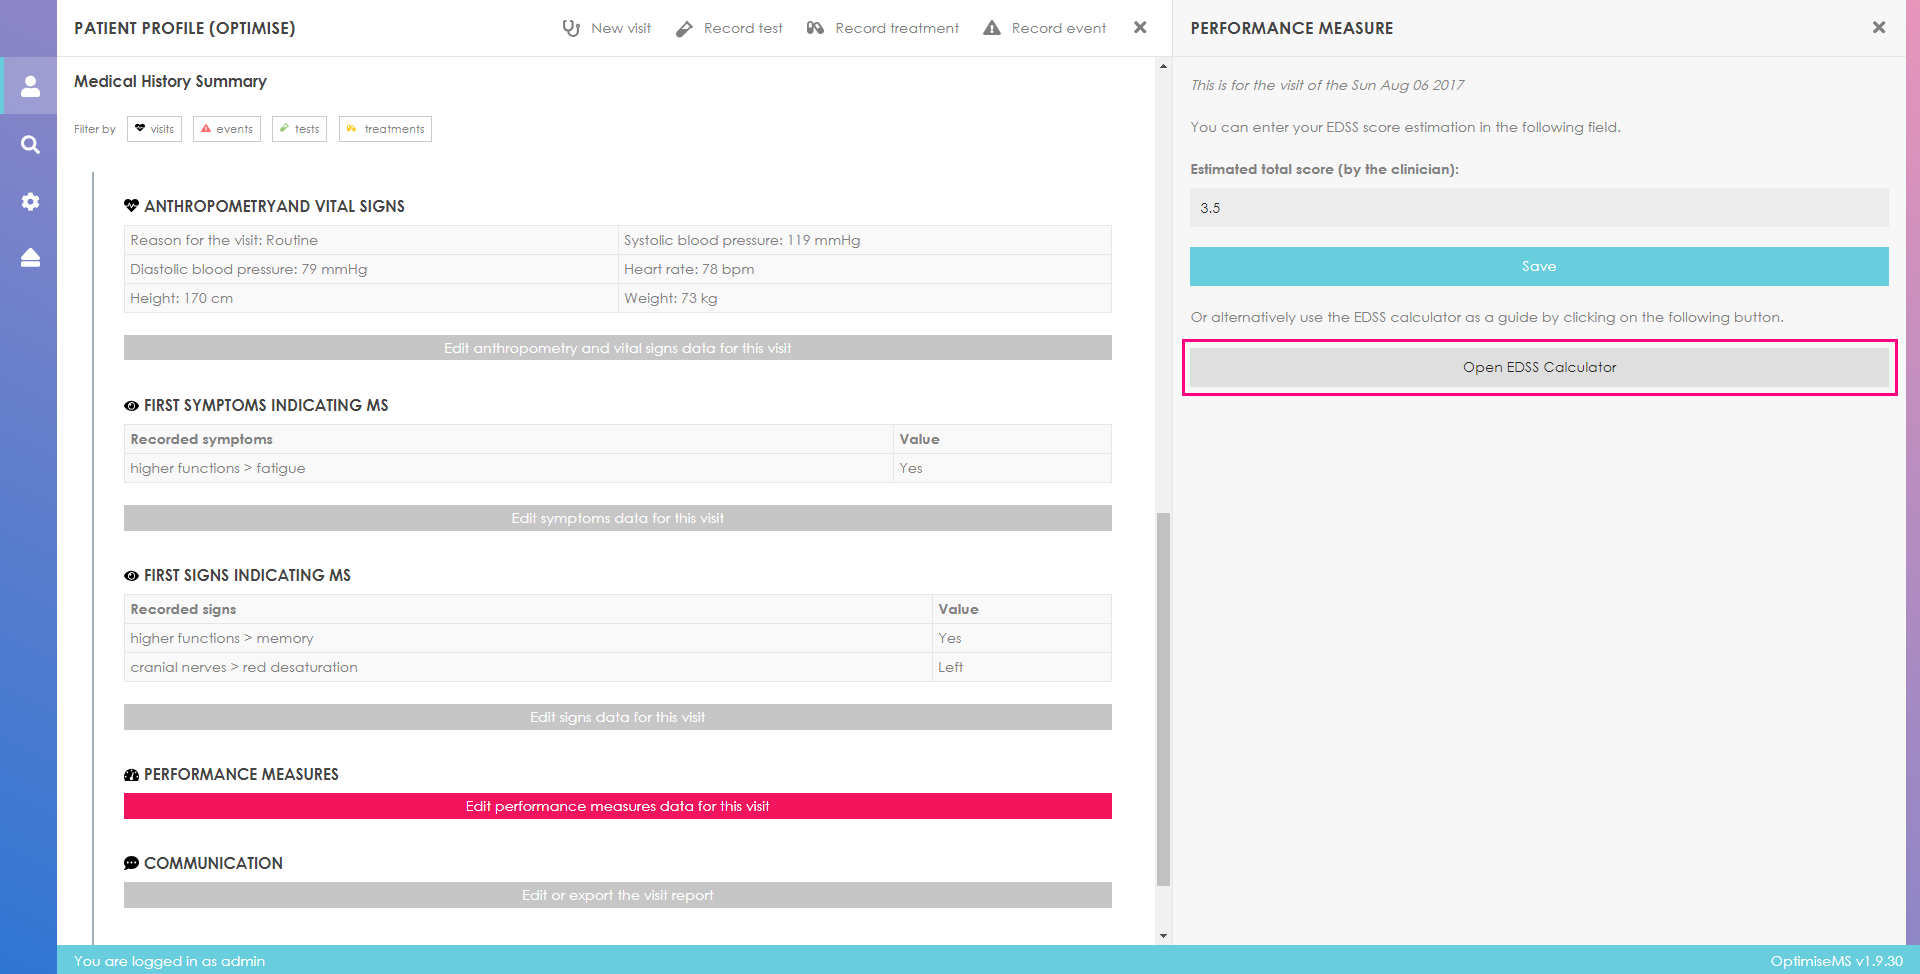 PATIENT PROFILE (OPTIMISE)
New visit
Record test
Record treatment
Record event
Medical History Summary
Filter by
visits
events
tests
treatments
ANTHROPOMETRYAND VITAL SIGNS
Reason for the visit: Routine
Systolic blood pressure: 119 mmHg
Diastolic blood pressure: 79 mmHg
Heart rate: 78 bpm
Height: 170 cm
Weight: 73 kg
Edit anthropometry and vital signs data for this visit
FIRST SYMPTOMS INDICATING MS
Recorded symptoms
Value
higher functions > fatigue
Yes
Edit symptoms data for this visit
FIRST SIGNS INDICATING MS
Recorded signs
Value
higher functions > memory
Yes
cranial nerves > red desaturation
Left
Edit signs data for this visit
PERFORMANCE MEASURES
Edit performance measures data for this visit
COMMUNICATION
Edit or export the visit report
PERFORMANCE MEASURE
This is for the visit of the Sun Aug 06 2017
You can enter your EDSS score estimation in the following field.
Estimated total score (by the clinician):
3.5
Save
Or alternatively use the EDSS calculator as a guide by clicking on the following button.
Open EDSS Calculator
You are logged in as admin
OptimiseMS v1.9.30